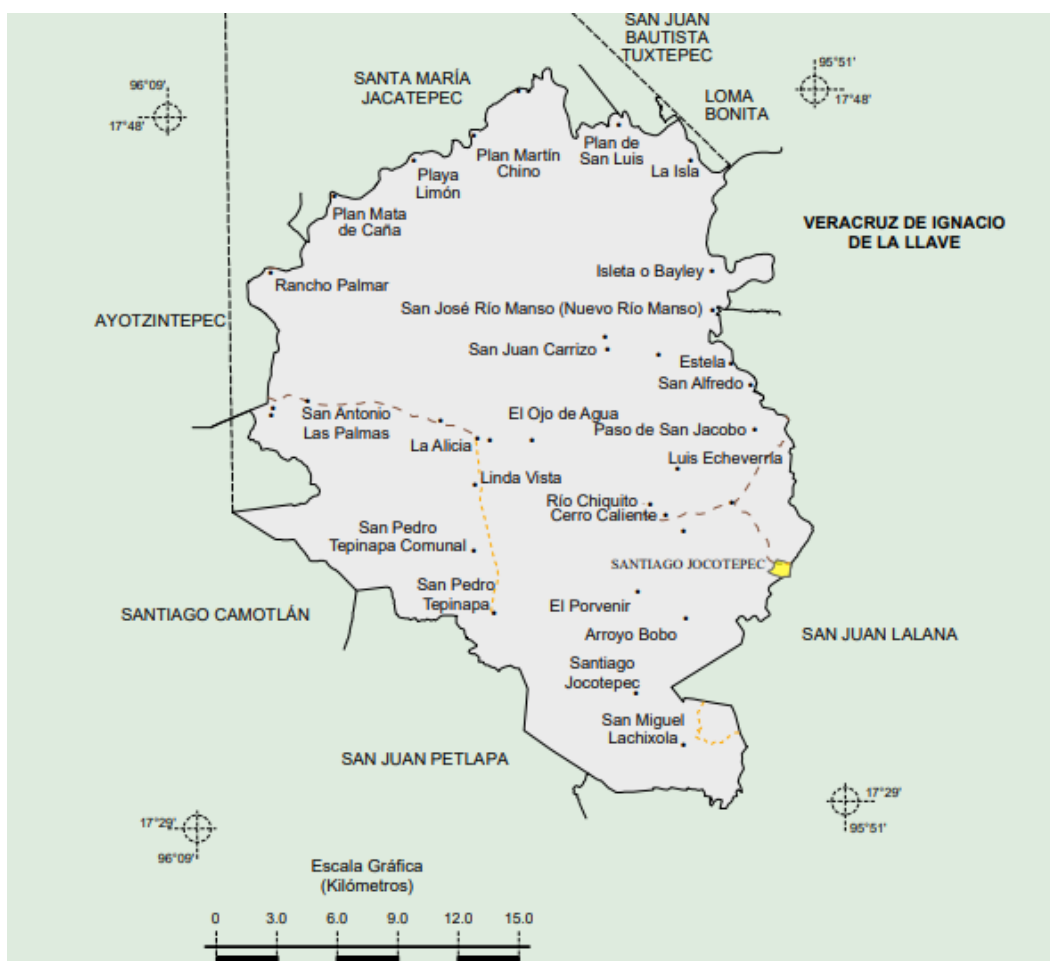 SAN JUAN
BAUTISTA
TUXTEPEC
95°51'
96°09'
SANTA MARÍA
JACATEPEC
LOMA
BONITA
17°48'
17°48'
Plan de
San Luis
Plan Martín
Chino
La Isla
Playa
Limón
Plan Mata
de Caña
VERACRUZ DE IGNACIO
DE LA LLAVE
Isleta o Bayley
Rancho Palmar
San José Río Manso (Nuevo Río Manso)
AYOTZINTEPEC
San Juan Carrizo
Estela
San Alfredo
San Antonio
Las Palmas
El Ojo de Agua
Paso de San Jacobo
La Alicia
Luis Echeverría
Linda Vista
Río Chiquito
Cerro Caliente
San Pedro
Tepinapa Comunal
SANTIAGO JOCOTEPEC
San Pedro
Tepinapa
El Porvenir
SANTIAGO CAMOTLÁN
Arroyo Bobo
SAN JUAN LALANA
Santiago
Jocotepec
San Miguel
Lachixola
SAN JUAN PETLAPA
17°29'
95°51'
17°29'
96°09'
Escala Gráfica
(Kilómetros)
0 3.0 6.0 9.0 12.0 15.0